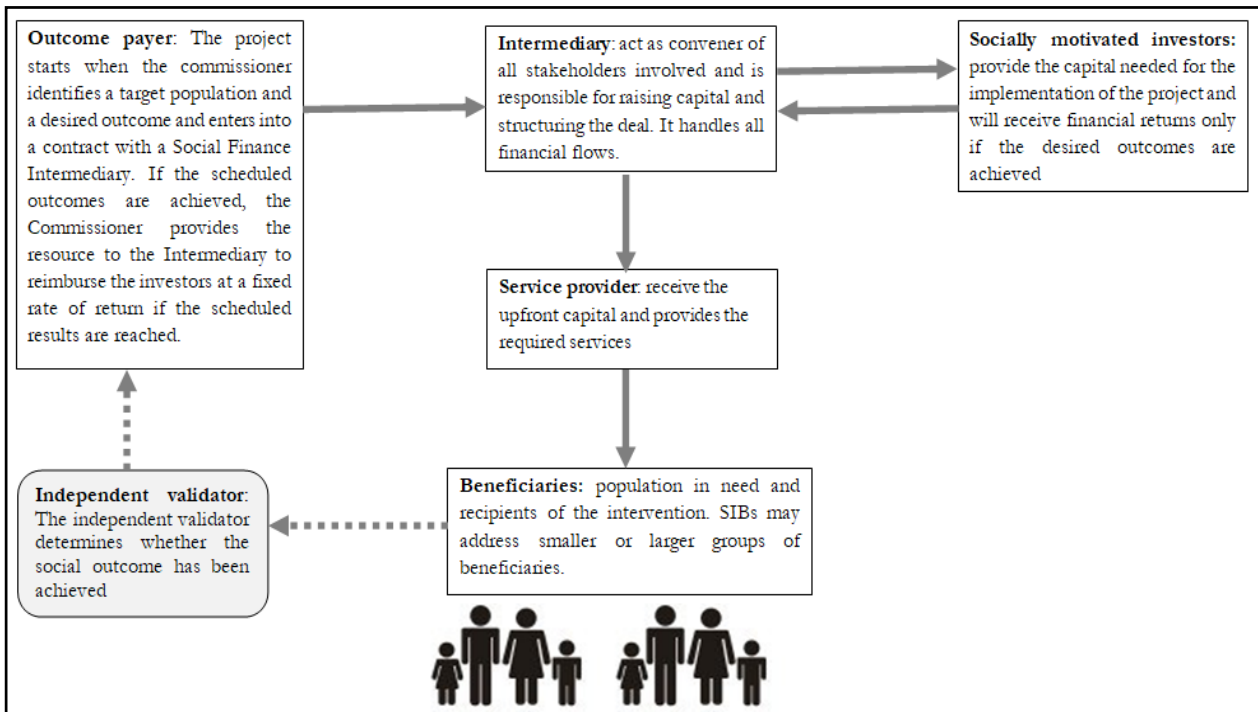 Outcome payer: The project
starts when the commissioner
identifies a target population and
a desired outcome and enters into
a contract with a Social Finance
Intermediary. If the scheduled
outcomes are achieved, the
Commissioner provides the
resource to the Intermediary to
reimburse the investors at a fixed
rate of return if the scheduled
results are reached.
Intermediary: act as convener of
all stakeholders involved and is
responsible for raising capital and
structuring the deal. It handles all
financial flows.
Socially motivated investors:
provide the capital needed for the
implementation of the project and
will receive financial returns only
if the desired outcomes are
achieved
Service provider: receive the
upfront capital and provides the
required services
Independent validator:
The independent validator
determines whether the
social outcome has been
achieved
Beneficiaries: population in need and
recipients of the intervention. SIBs may
address smaller or larger groups of
beneficiaries.